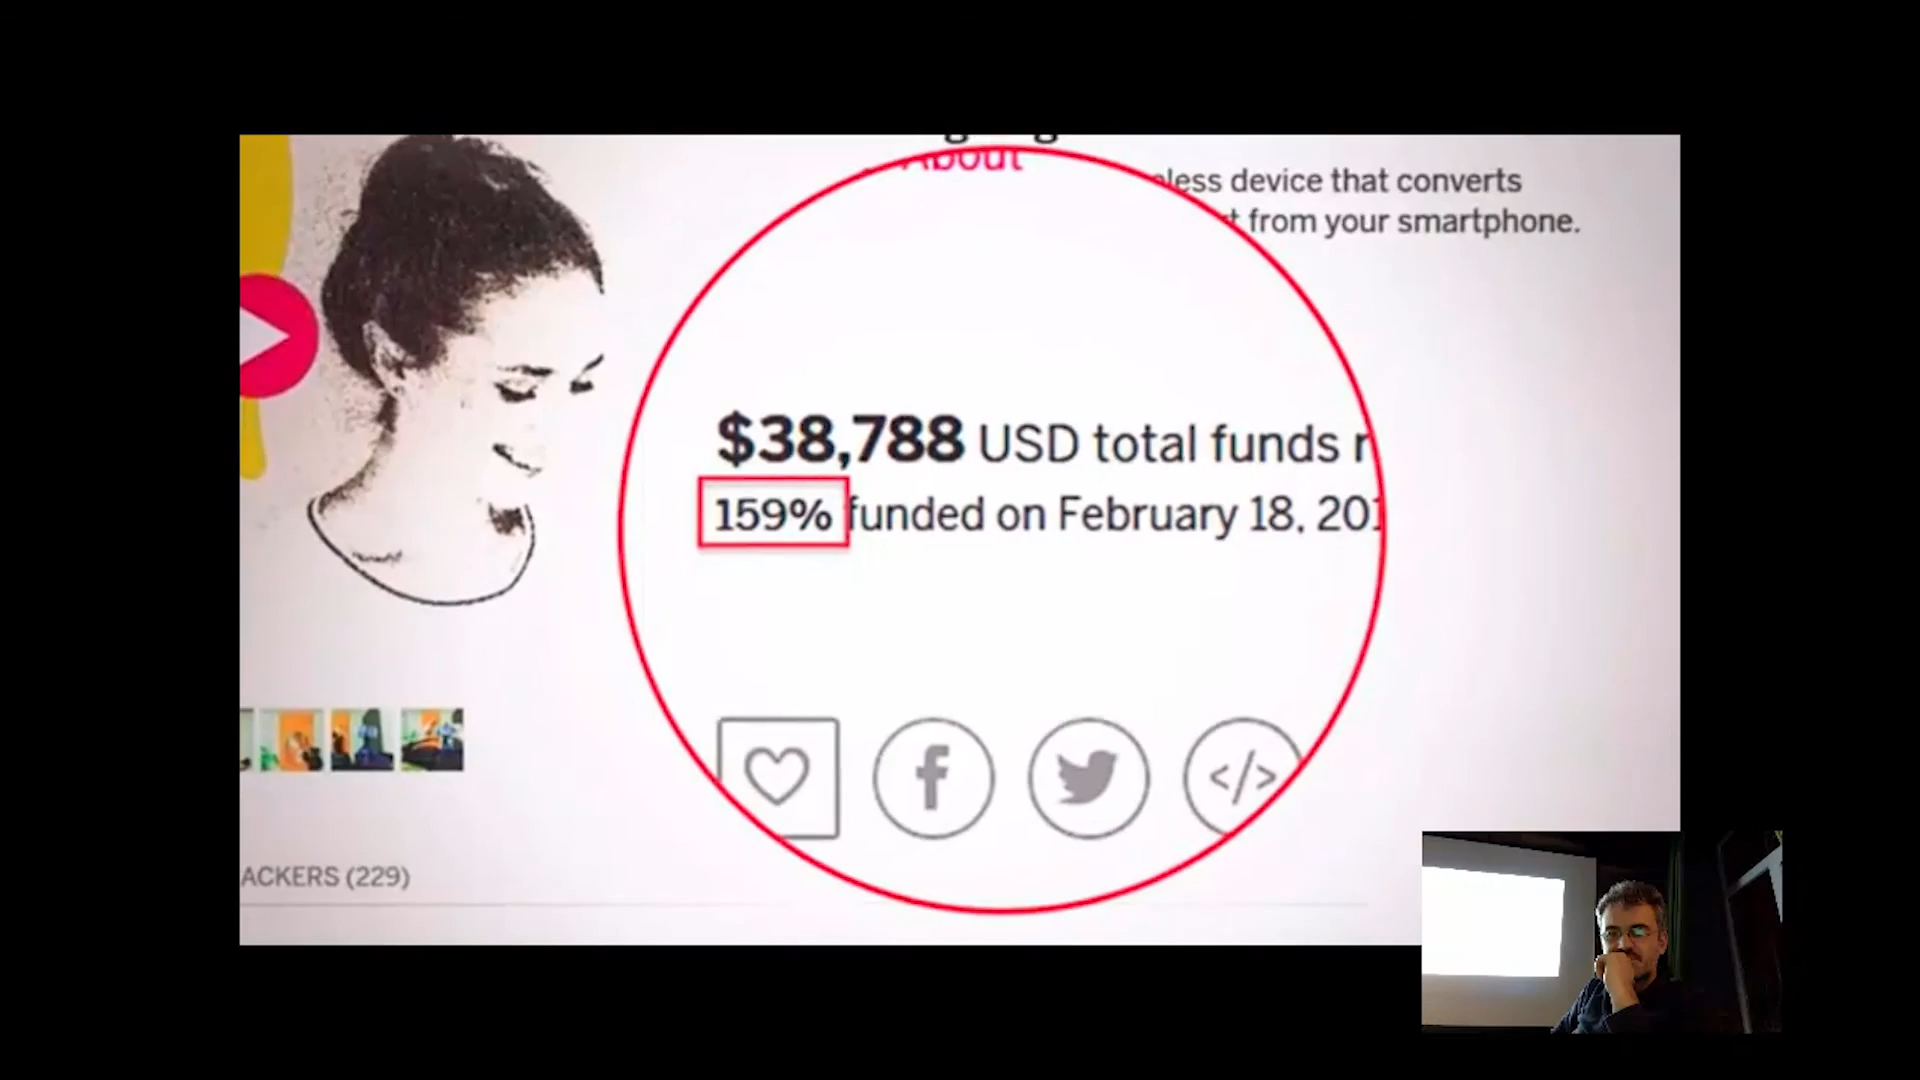 About
less device that converts
from your smartphone.
$38,788 USD total funds
159% funded on February 18, 201
ACKERS (229)